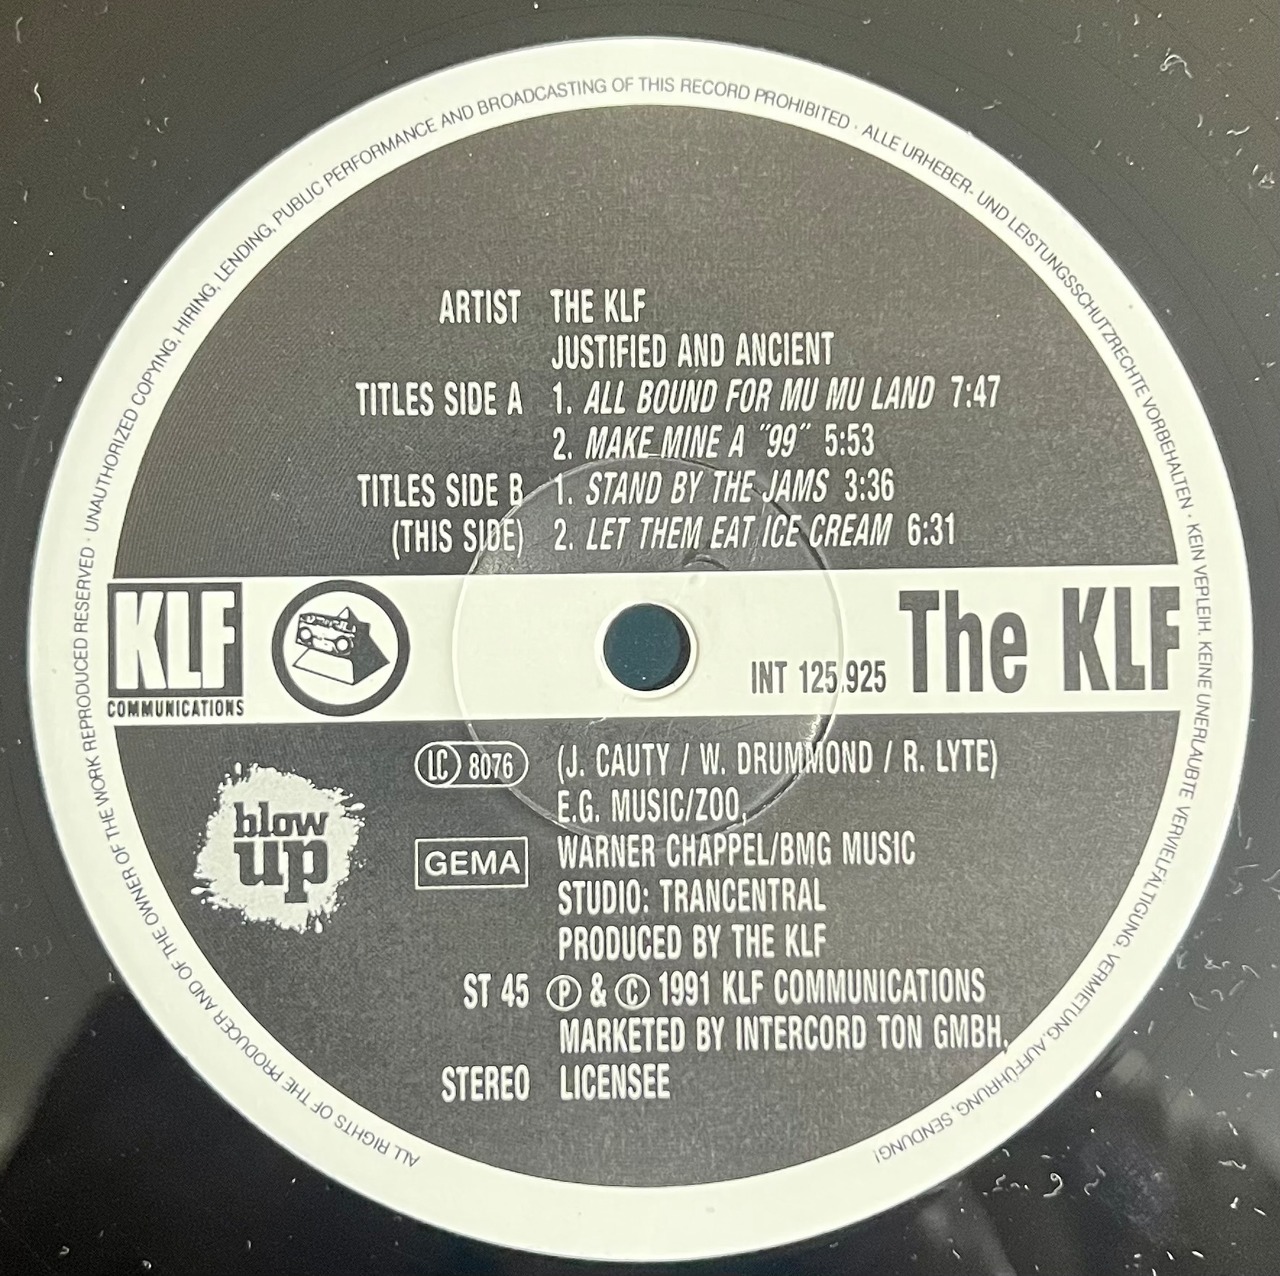 ALL RIGHTS OF THE PRODUCER AND OF THE OWNER OF THE WORK REPRODUCED RESERVED · UNAUTHORIZED COPYING, HIRING, LENDING, PUBLIC PERFORMANCE AND BROADCASTING OF THIS RECORD PROHIBITED · ALLE URHEBER- UND LEISTUNGSSCHUTZRECHTE VORBEHALTEN · KEIN VERLEIH. KEINE UNERLAUBTE VERVIELFÄLTIGUNG, VERMIETUNG, AUFFÜHRUNG, SENDUNG!
ARTIST THE KLF
JUSTIFIED AND ANCIENT
TITLES SIDE A 1. ALL BOUND FOR MU MU LAND 7:47
2. MAKE MINE A "99" 5:53
TITLES SIDE B 1. STAND BY THE JAMS 3:36
(THIS SIDE) 2. LET THEM EAT ICE CREAM 6:31
KLF
COMMUNICATIONS
INT 125.925 The KLF
LC 8076 (J. CAUTY / W. DRUMMOND / R. LYTE)
E.G. MUSIC/ZOO,
blow
up
GEMA WARNER CHAPPEL/BMG MUSIC
STUDIO: TRANCENTRAL
PRODUCED BY THE KLF
ST 45 Ⓟ & © 1991 KLF COMMUNICATIONS
MARKETED BY INTERCORD TON GMBH.
STEREO LICENSEE